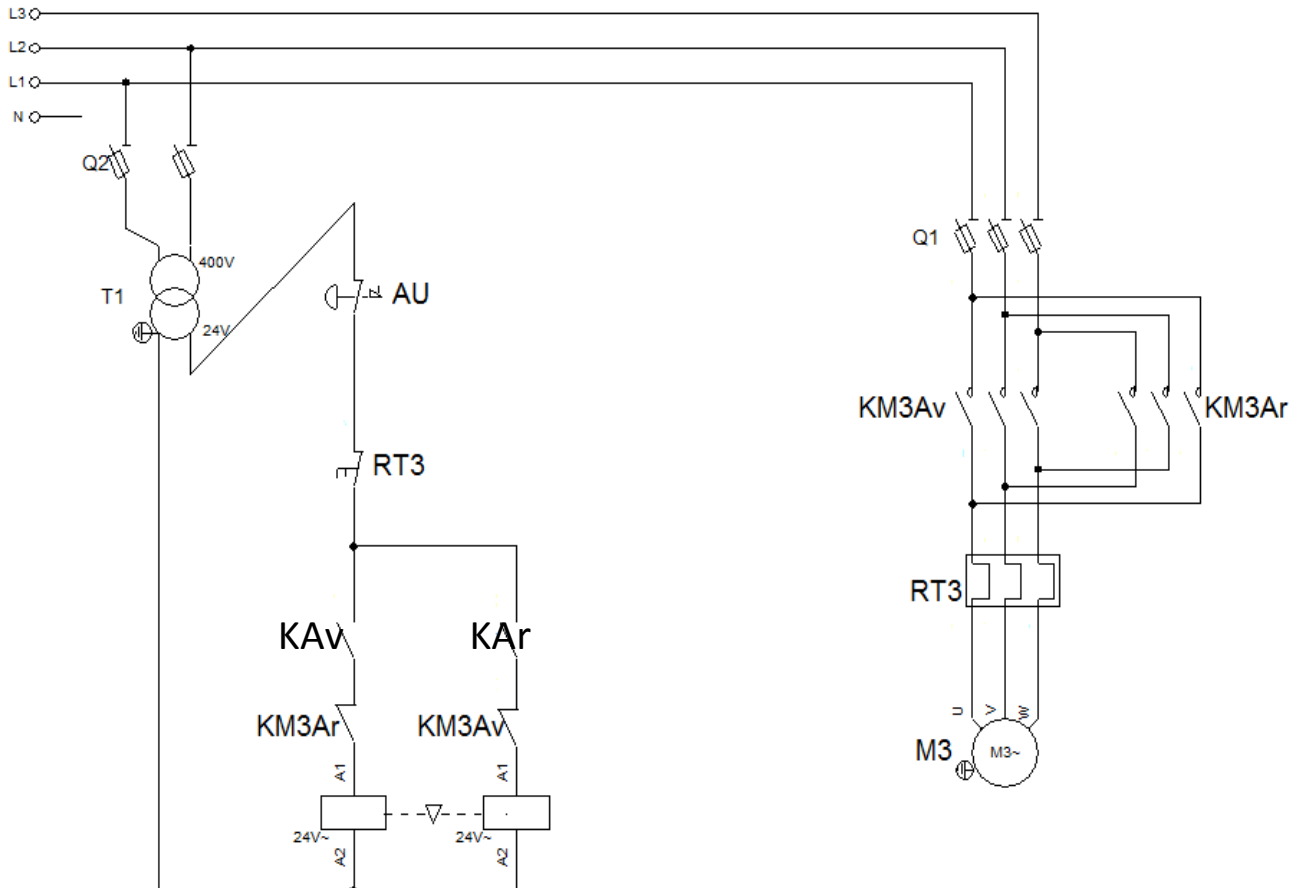 L3
L2
L1
N
Q2
400V
T1
24V
AU
RT3
KAv
KAr
KM3Ar
KM3Av
A1
A1
24V~
24V~
A2
A2
Q1
KM3Av
KM3Ar
RT3
U
V
W
M3
M3~